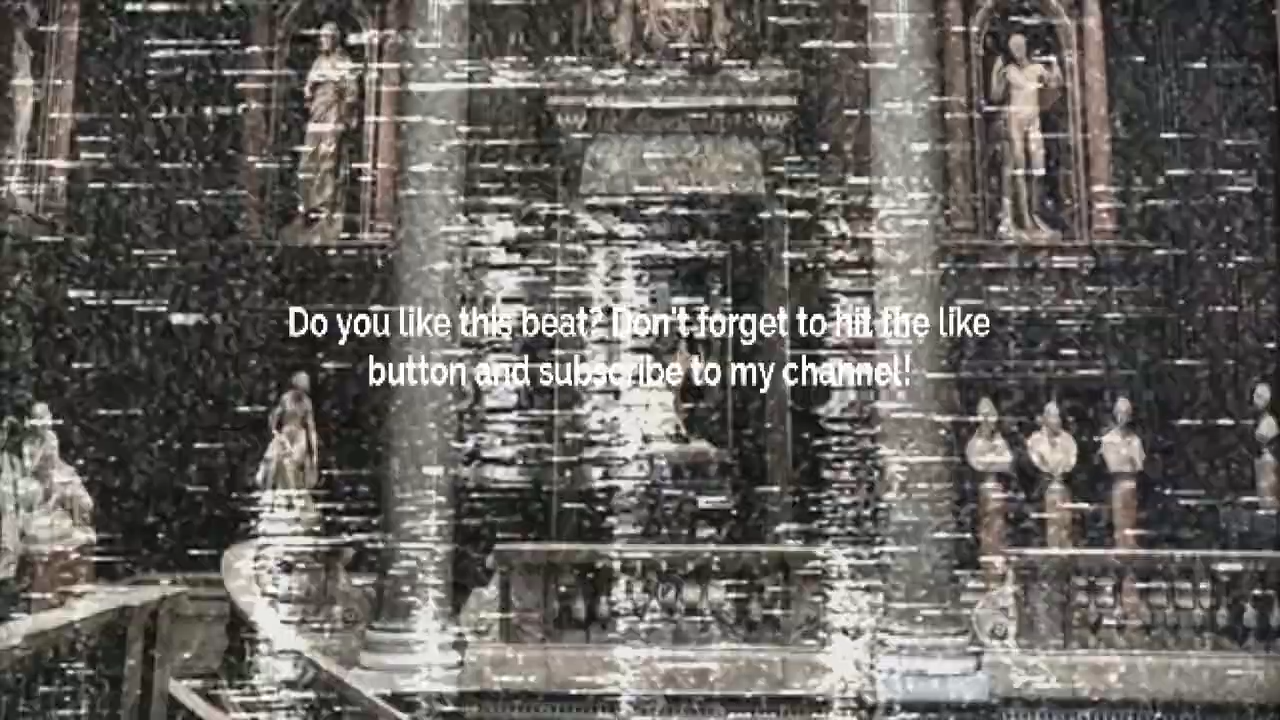 Do you like this beat? Don't forget to hit the like
button and subscribe to my channel!